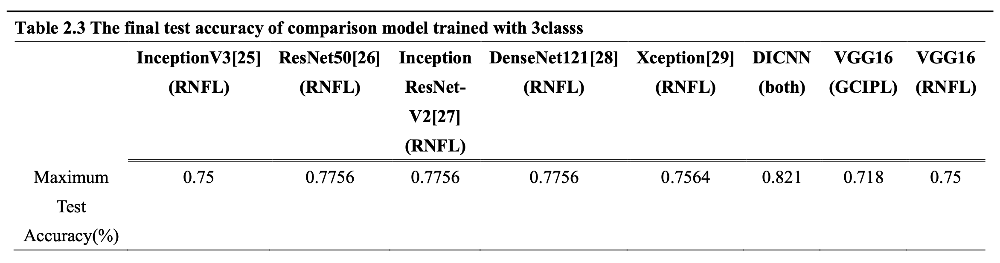 Table 2.3 The final test accuracy of comparison model trained with 3classs
InceptionV3[25] ResNet50[26] Inception DenseNet121[28] Xception[29] DICNN VGG16 VGG16
(RNFL) (RNFL) ResNet- (RNFL) (RNFL) (both) (GCIPL) (RNFL)
V2[27]
(RNFL)
Maximum 0.75 0.7756 0.7756 0.7756 0.7564 0.821 0.718 0.75
Test
Accuracy(%)